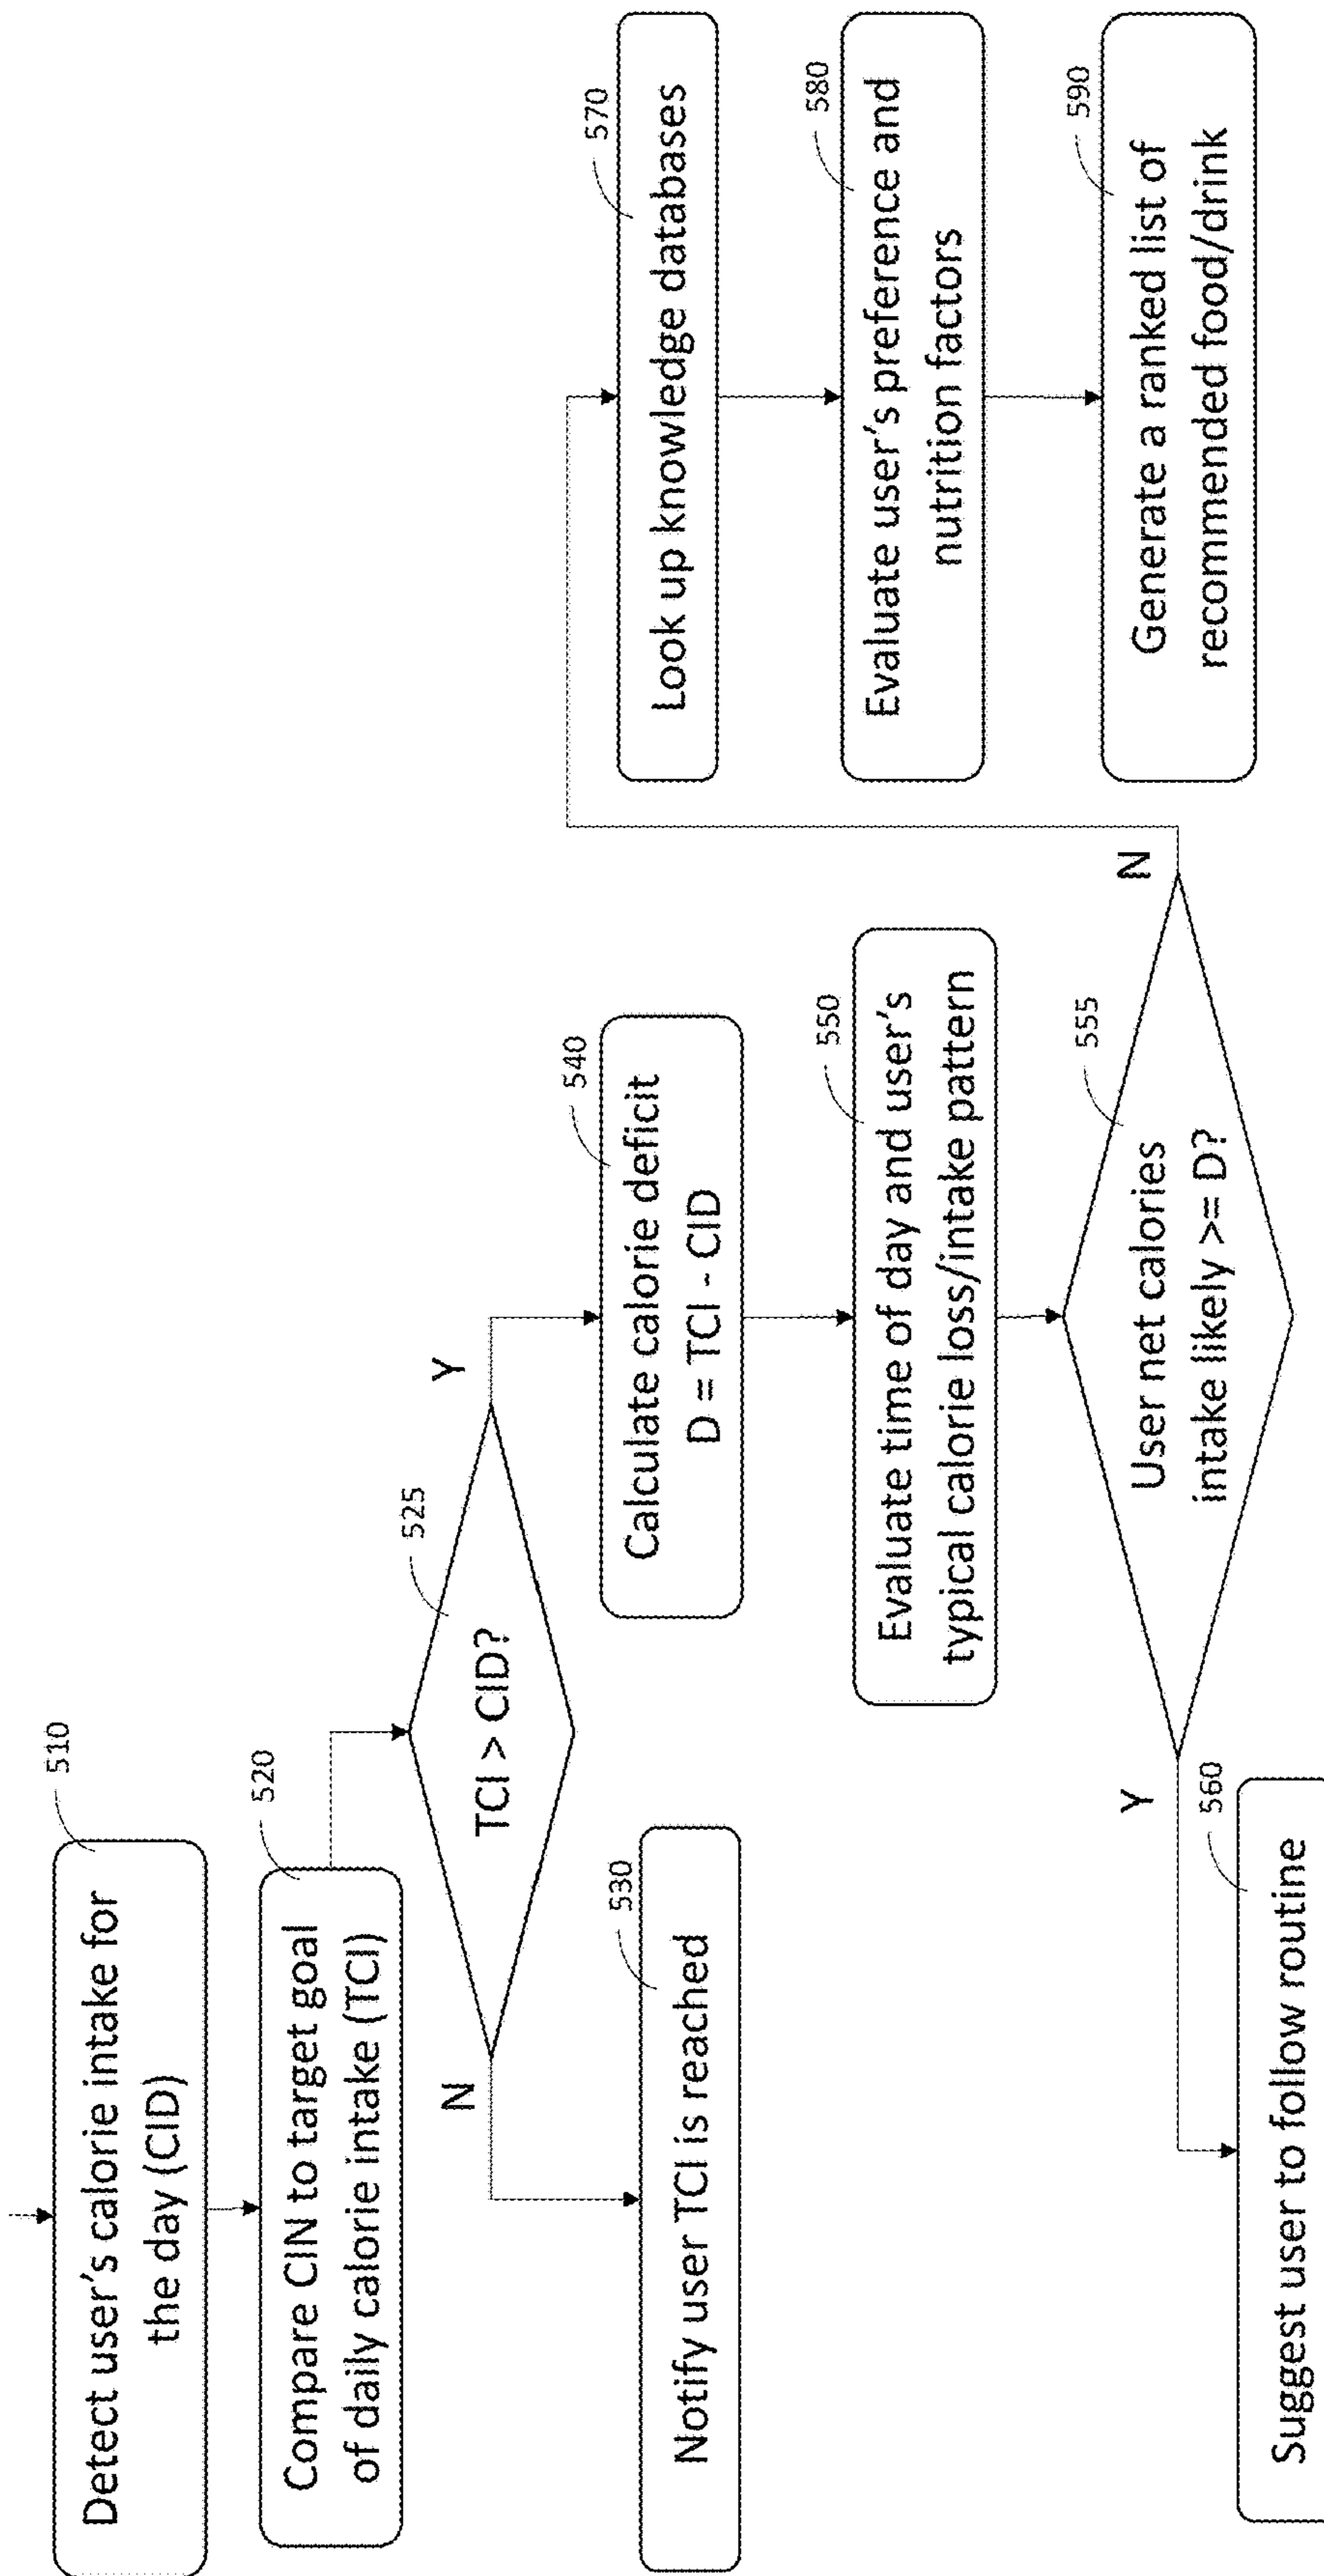 510
Detect user's calorie intake for
the day (CID)
520
Compare CIN to target goal
of daily calorie intake (TCI)
525
TCI > CID?
N
Y
530
Notify user TCI is reached
540
Calculate calorie deficit
D = TCI - CID
550
Evaluate time of day and user's
typical calorie loss/intake pattern
555
User net calories
intake likely >= D?
Y
N
560
Suggest user to follow routine
570
Look up knowledge databases
580
Evaluate user's preference and
nutrition factors
590
Generate a ranked list of
recommended food/drink